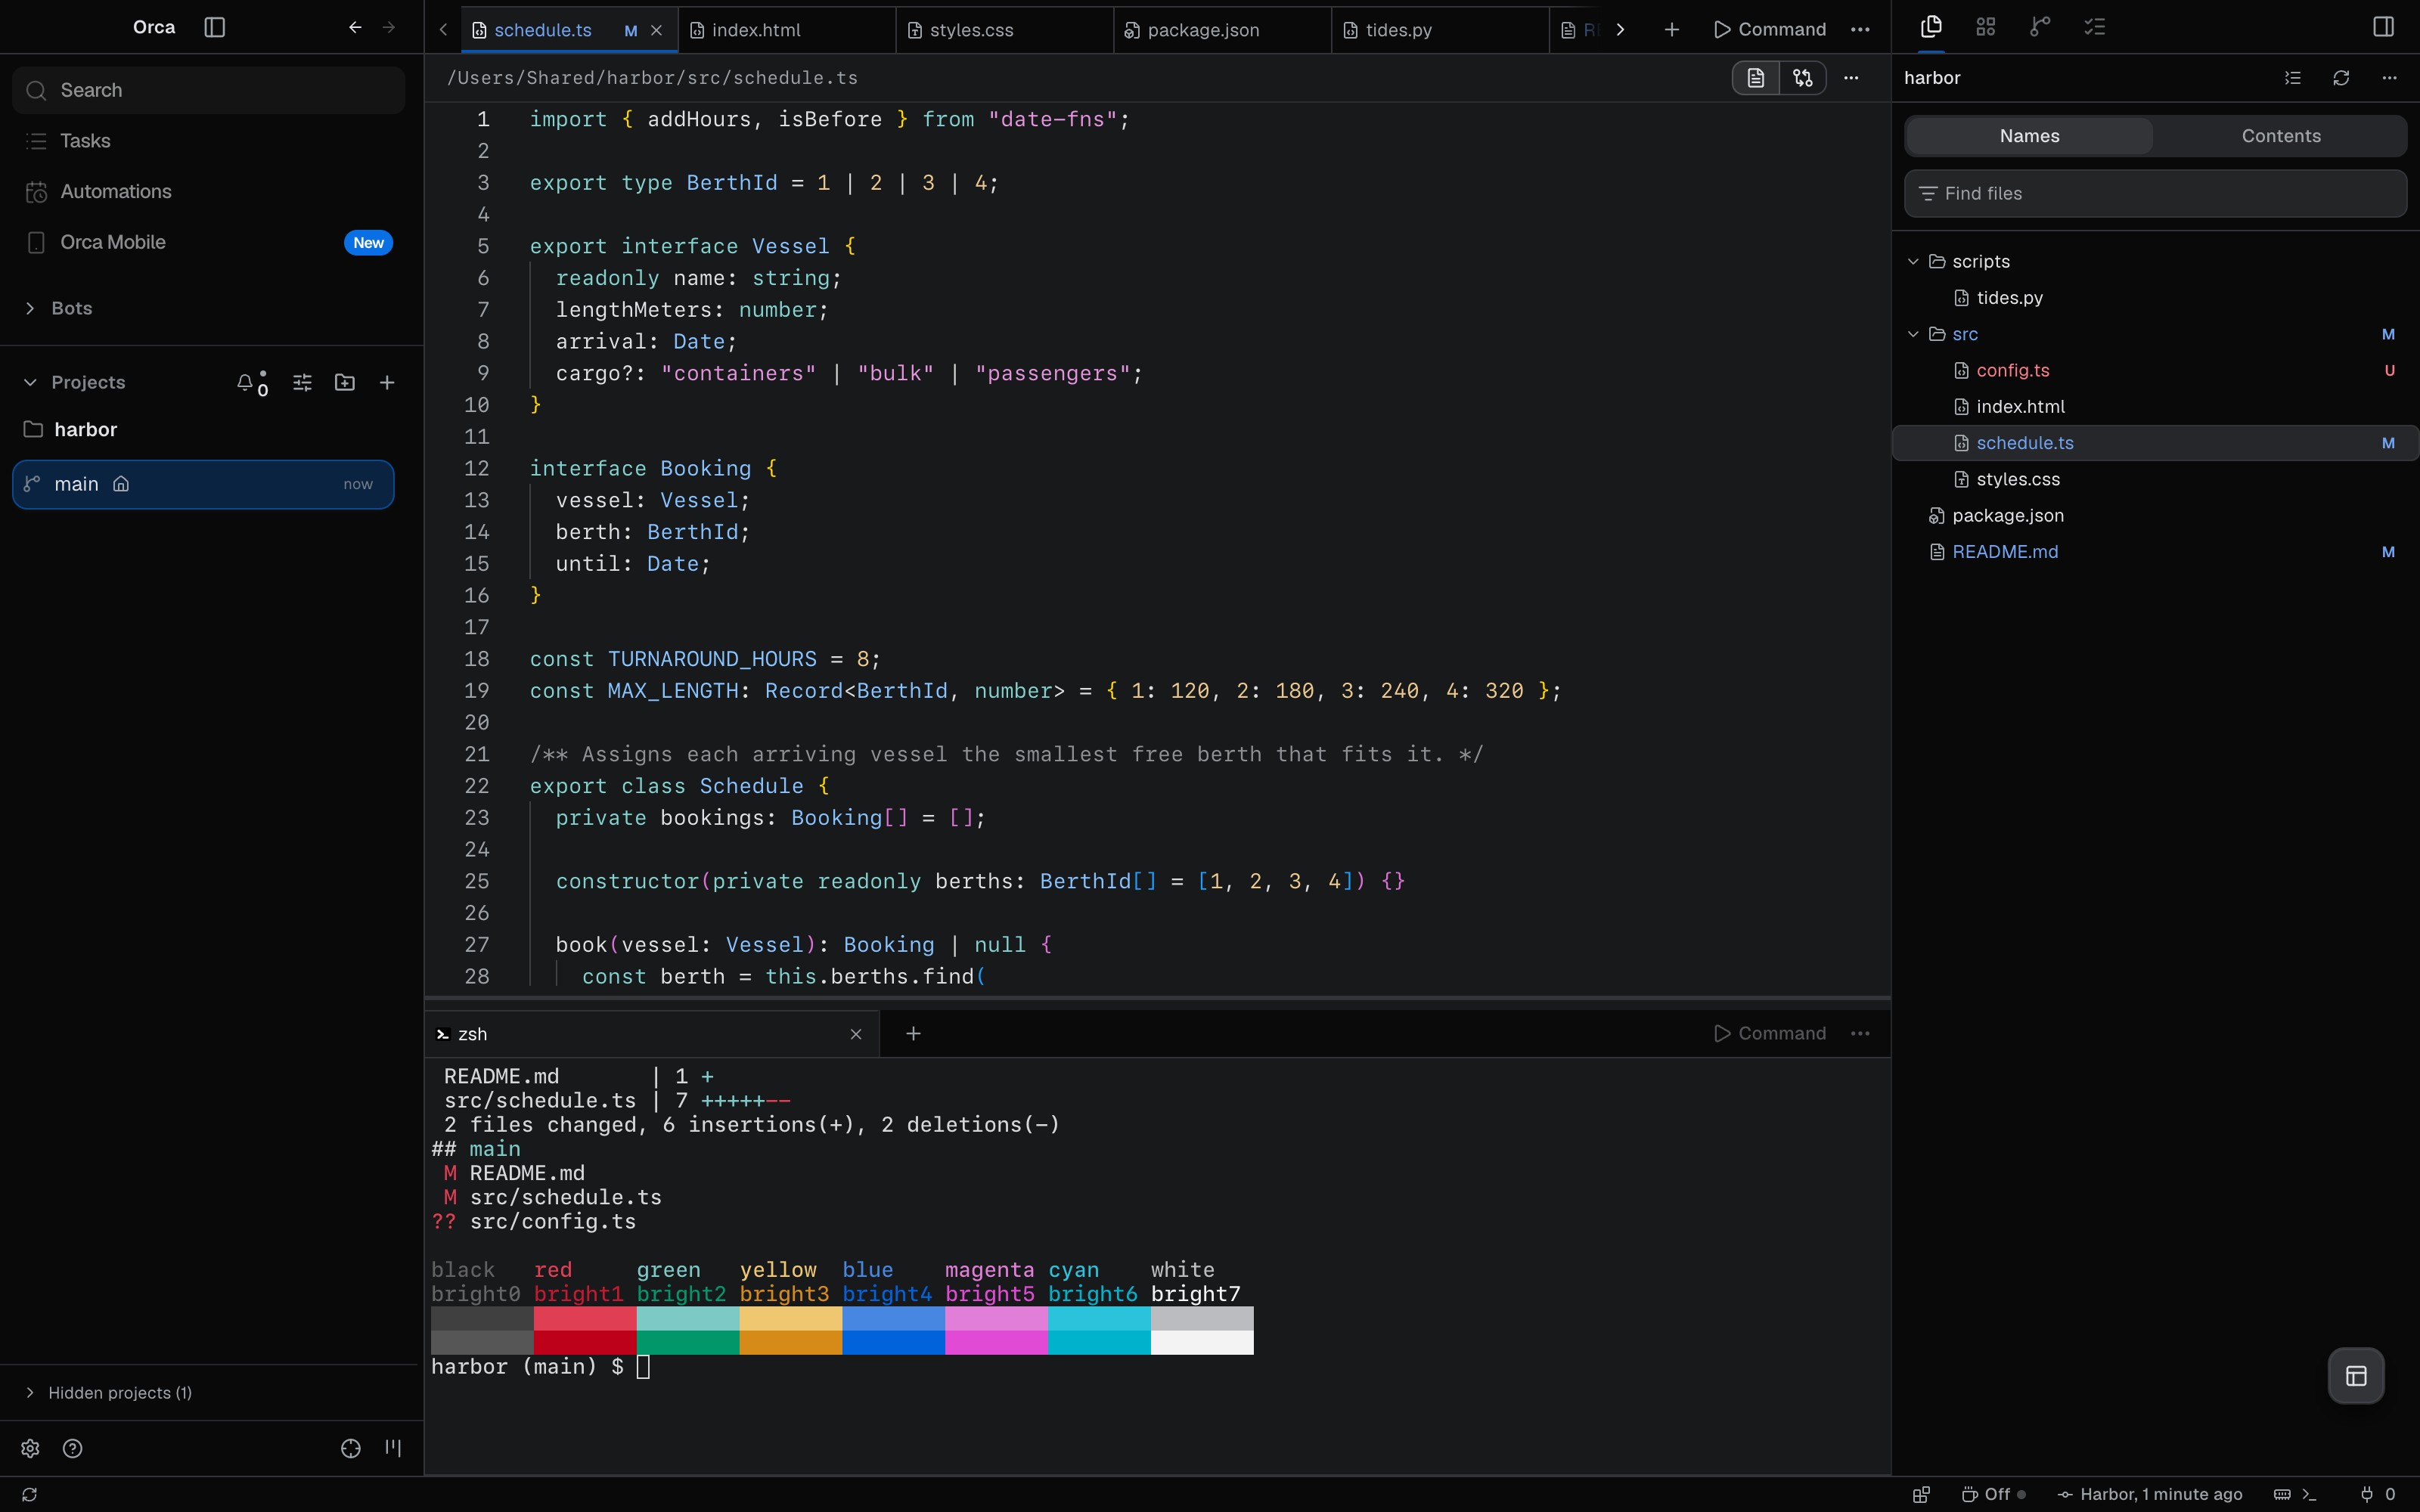 Orca
Search
Tasks
Automations
Orca Mobile New
Bots
Projects 0
harbor
main now
Hidden projects (1)
schedule.ts M
index.html
styles.css
package.json
tides.py
Command
/Users/Shared/harbor/src/schedule.ts
1 import { addHours, isBefore } from "date-fns";
2
3 export type BerthId = 1 | 2 | 3 | 4;
4
5 export interface Vessel {
6 readonly name: string;
7 lengthMeters: number;
8 arrival: Date;
9 cargo?: "containers" | "bulk" | "passengers";
10 }
11
12 interface Booking {
13 vessel: Vessel;
14 berth: BerthId;
15 until: Date;
16 }
17
18 const TURNAROUND_HOURS = 8;
19 const MAX_LENGTH: Record<BerthId, number> = { 1: 120, 2: 180, 3: 240, 4: 320 };
20
21 /** Assigns each arriving vessel the smallest free berth that fits it. */
22 export class Schedule {
23 private bookings: Booking[] = [];
24
25 constructor(private readonly berths: BerthId[] = [1, 2, 3, 4]) {}
26
27 book(vessel: Vessel): Booking | null {
28 const berth = this.berths.find(
zsh
Command
README.md | 1 +
src/schedule.ts | 7 +++++--
2 files changed, 6 insertions(+), 2 deletions(-)
## main
M README.md
M src/schedule.ts
?? src/config.ts
black red green yellow blue magenta cyan white
bright0 bright1 bright2 bright3 bright4 bright5 bright6 bright7
harbor (main) $
harbor
Names Contents
Find files
scripts
tides.py
src M
config.ts U
index.html
schedule.ts M
styles.css
package.json
README.md M
Off
Harbor, 1 minute ago
0